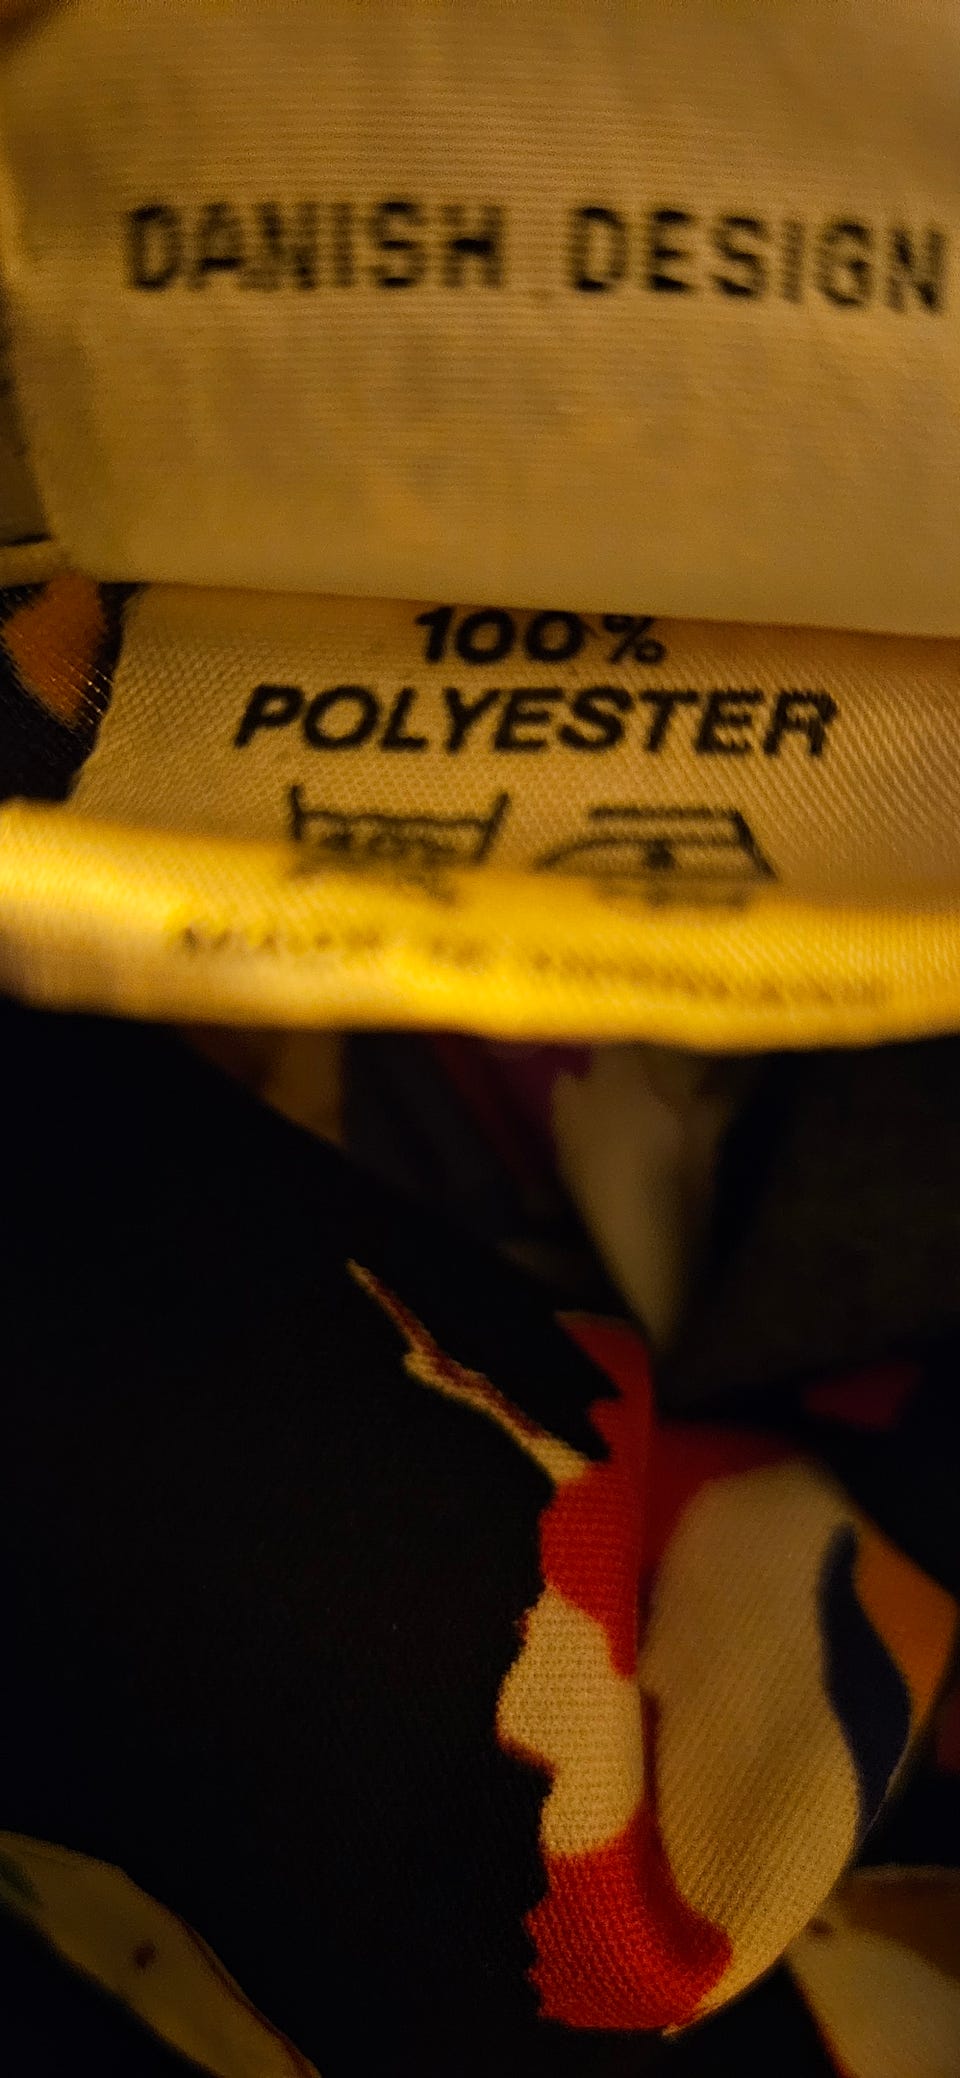 DANISH DESIGN
100%
POLYESTER